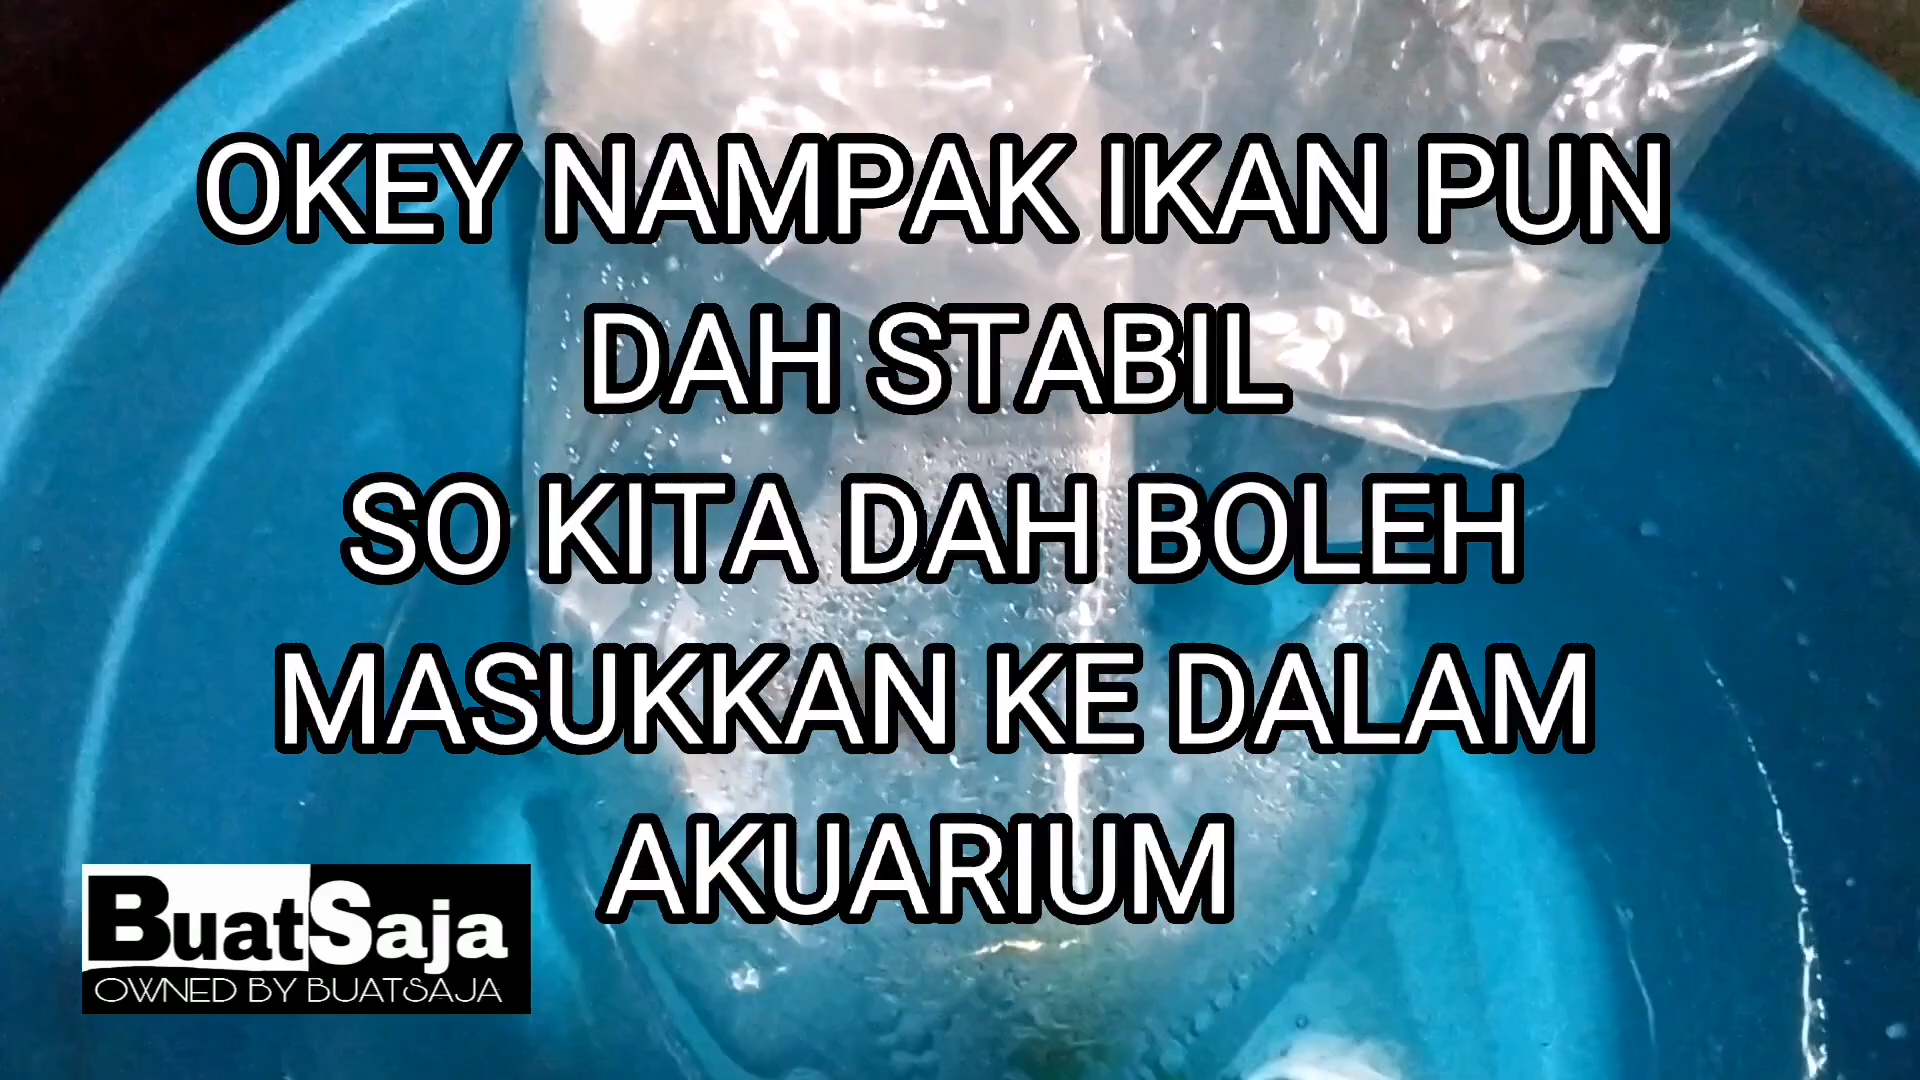 OKEY NAMPAK IKAN PUN
DAH STABIL
SO KITA DAH BOLEH
MASUKKAN KE DALAM
AKUARIUM
BuatSaja
OWNED BY BUATSAJA